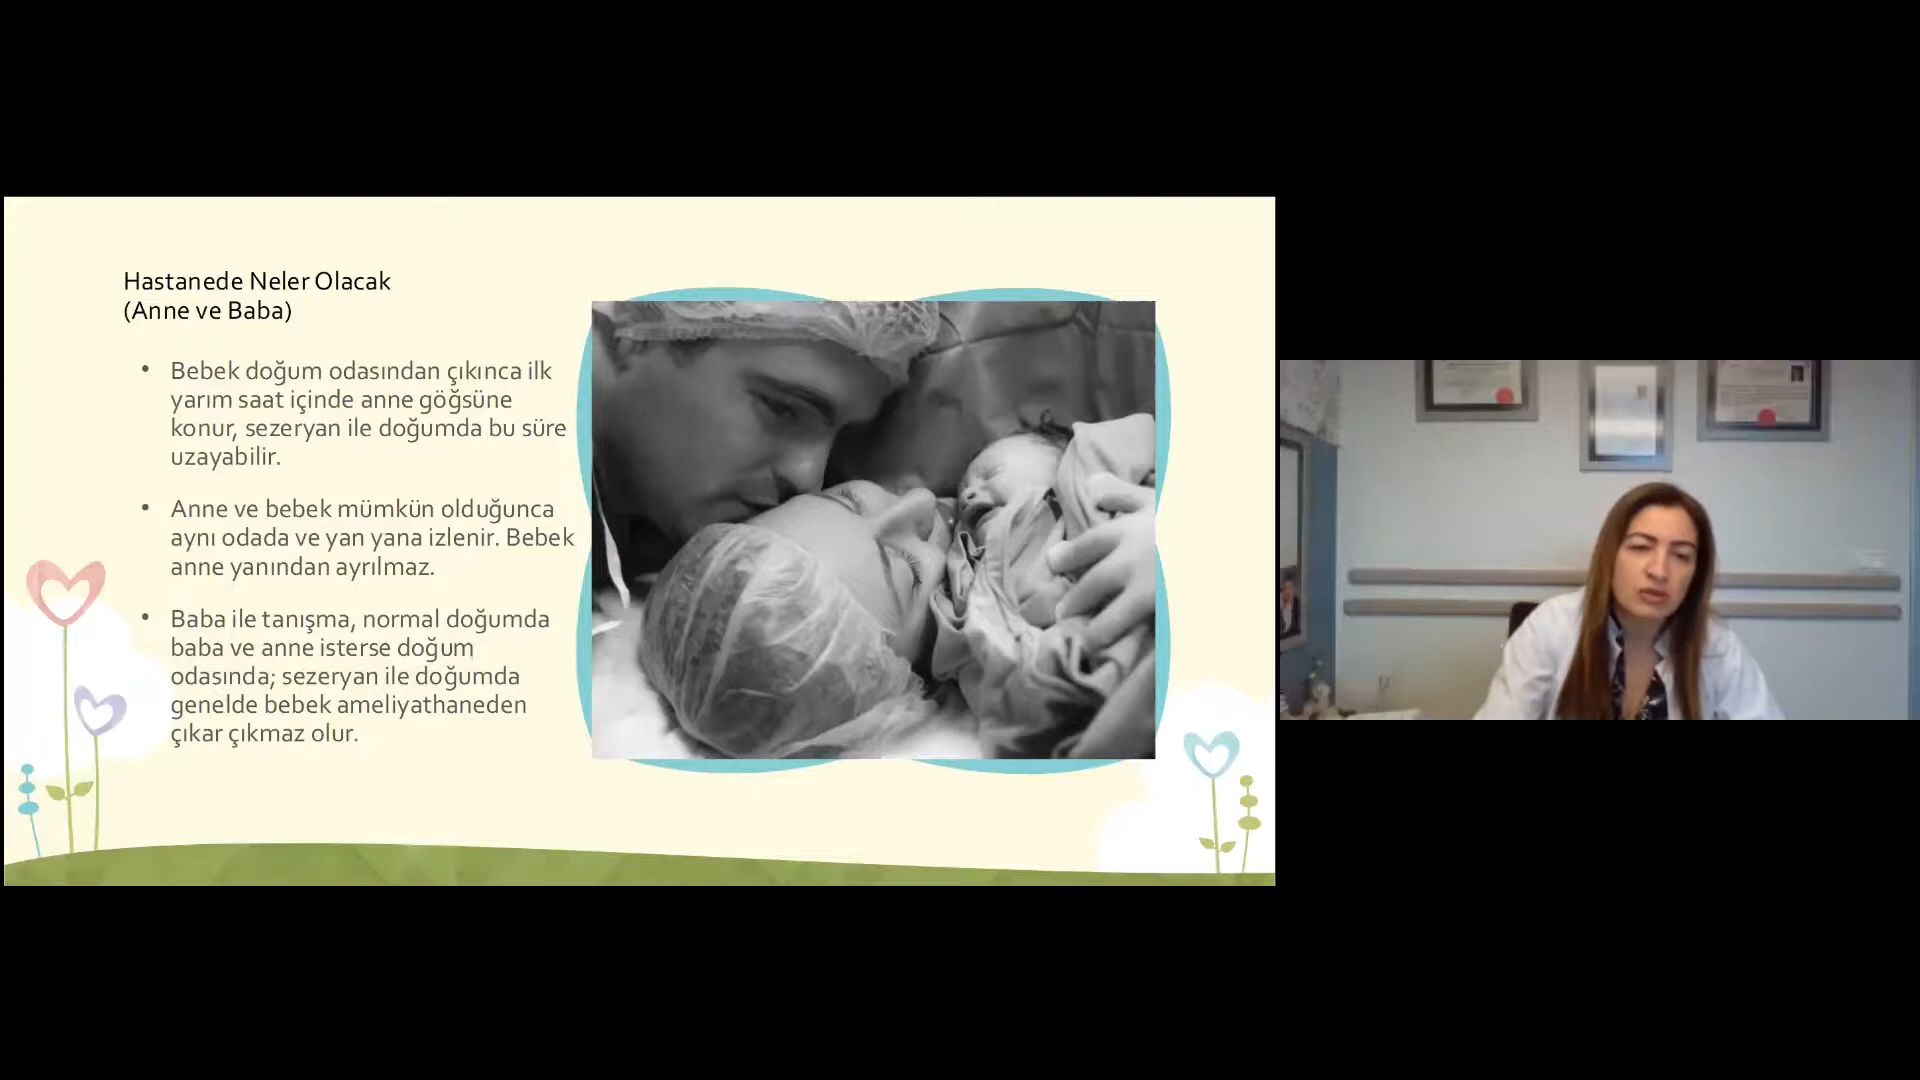 Hastanede Neler Olacak
(Anne ve Baba)
• Bebek doğum odasından çıkınca ilk
yarım saat içinde anne göğsüne
konur, sezeryan ile doğumda bu süre
uzayabilir.
• Anne ve bebek mümkün olduğunca
aynı odada ve yan yana izlenir. Bebek
anne yanından ayrılmaz.
• Baba ile tanışma, normal doğumda
baba ve anne isterse doğum
odasında; sezeryan ile doğumda
genelde bebek ameliyathaneden
çıkar çıkmaz olur.